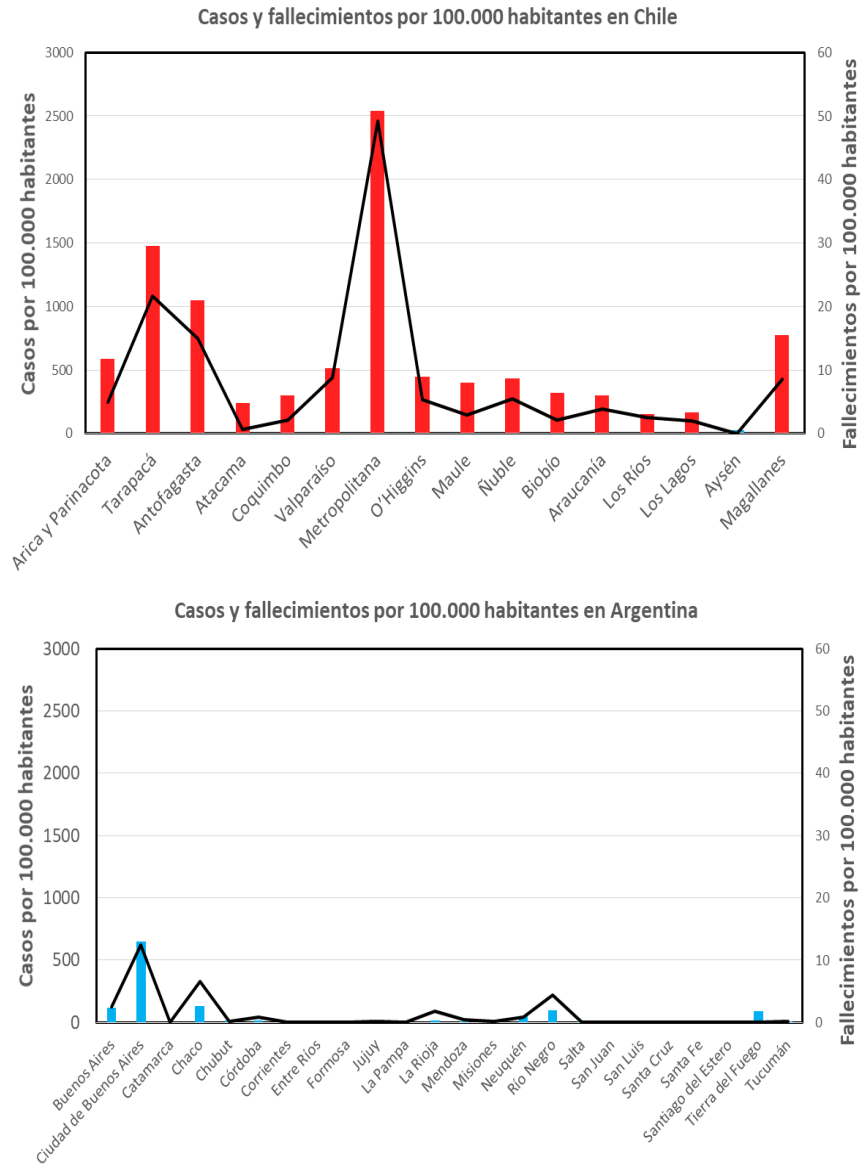 Casos y fallecimientos por 100.000 habitantes en Chile
Casos por 100.000 habitantes
3000
2500
2000
1500
1000
500
0
60
50
40
30
20
10
0
Fallecimientos por 100.000 habitantes
Arica y Parinacota
Tarapacá
Antofagasta
Atacama
Coquimbo
Valparaíso
Metropolitana
O'Higgins
Maule
Ñuble
Biobio
Araucanía
Los Ríos
Los Lagos
Aysén
Magallanes
Casos y fallecimientos por 100.000 habitantes en Argentina
Casos por 100.000 habitantes
3000
2500
2000
1500
1000
500
0
60
50
40
30
20
10
0
Fallecimientos por 100.000 habitantes
Buenos Aires
Ciudad de Buenos Aires
Catamarca
Chaco
Chubut
Córdoba
Corrientes
Entre Ríos
Formosa
Jujuy
La Pampa
La Rioja
Mendoza
Misiones
Neuquén
Río Negro
Salta
San Juan
San Luis
Santa Cruz
Santa Fe
Santiago del Estero
Tierra del Fuego
Tucumán